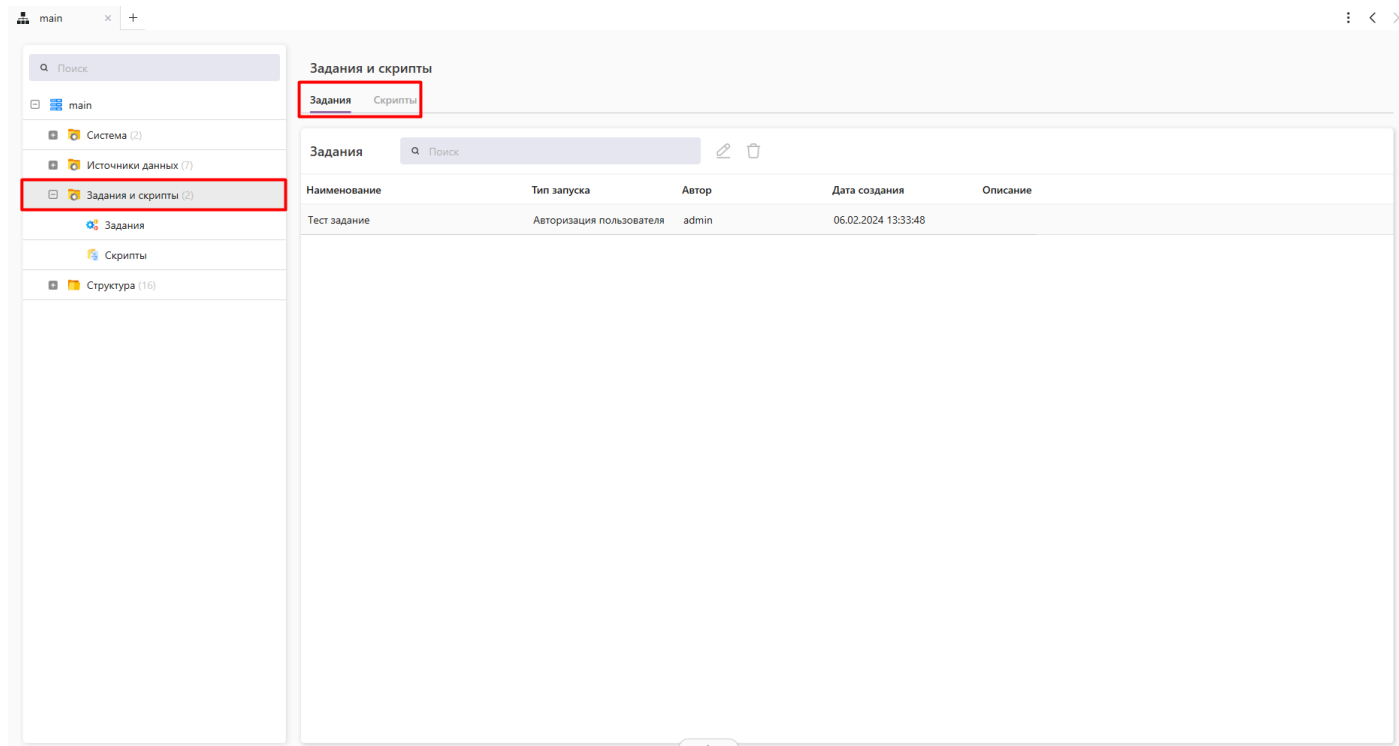 main × +
Поиск
main
Система (2)
Источники данных (7)
Задания и скрипты (2)
Задания
Скрипты
Структура (16)
Задания и скрипты
Задания Скрипты
Задания Поиск
Наименование Тип запуска Автор Дата создания Описание
Тест задание Авторизация пользователя admin 06.02.2024 13:33:48